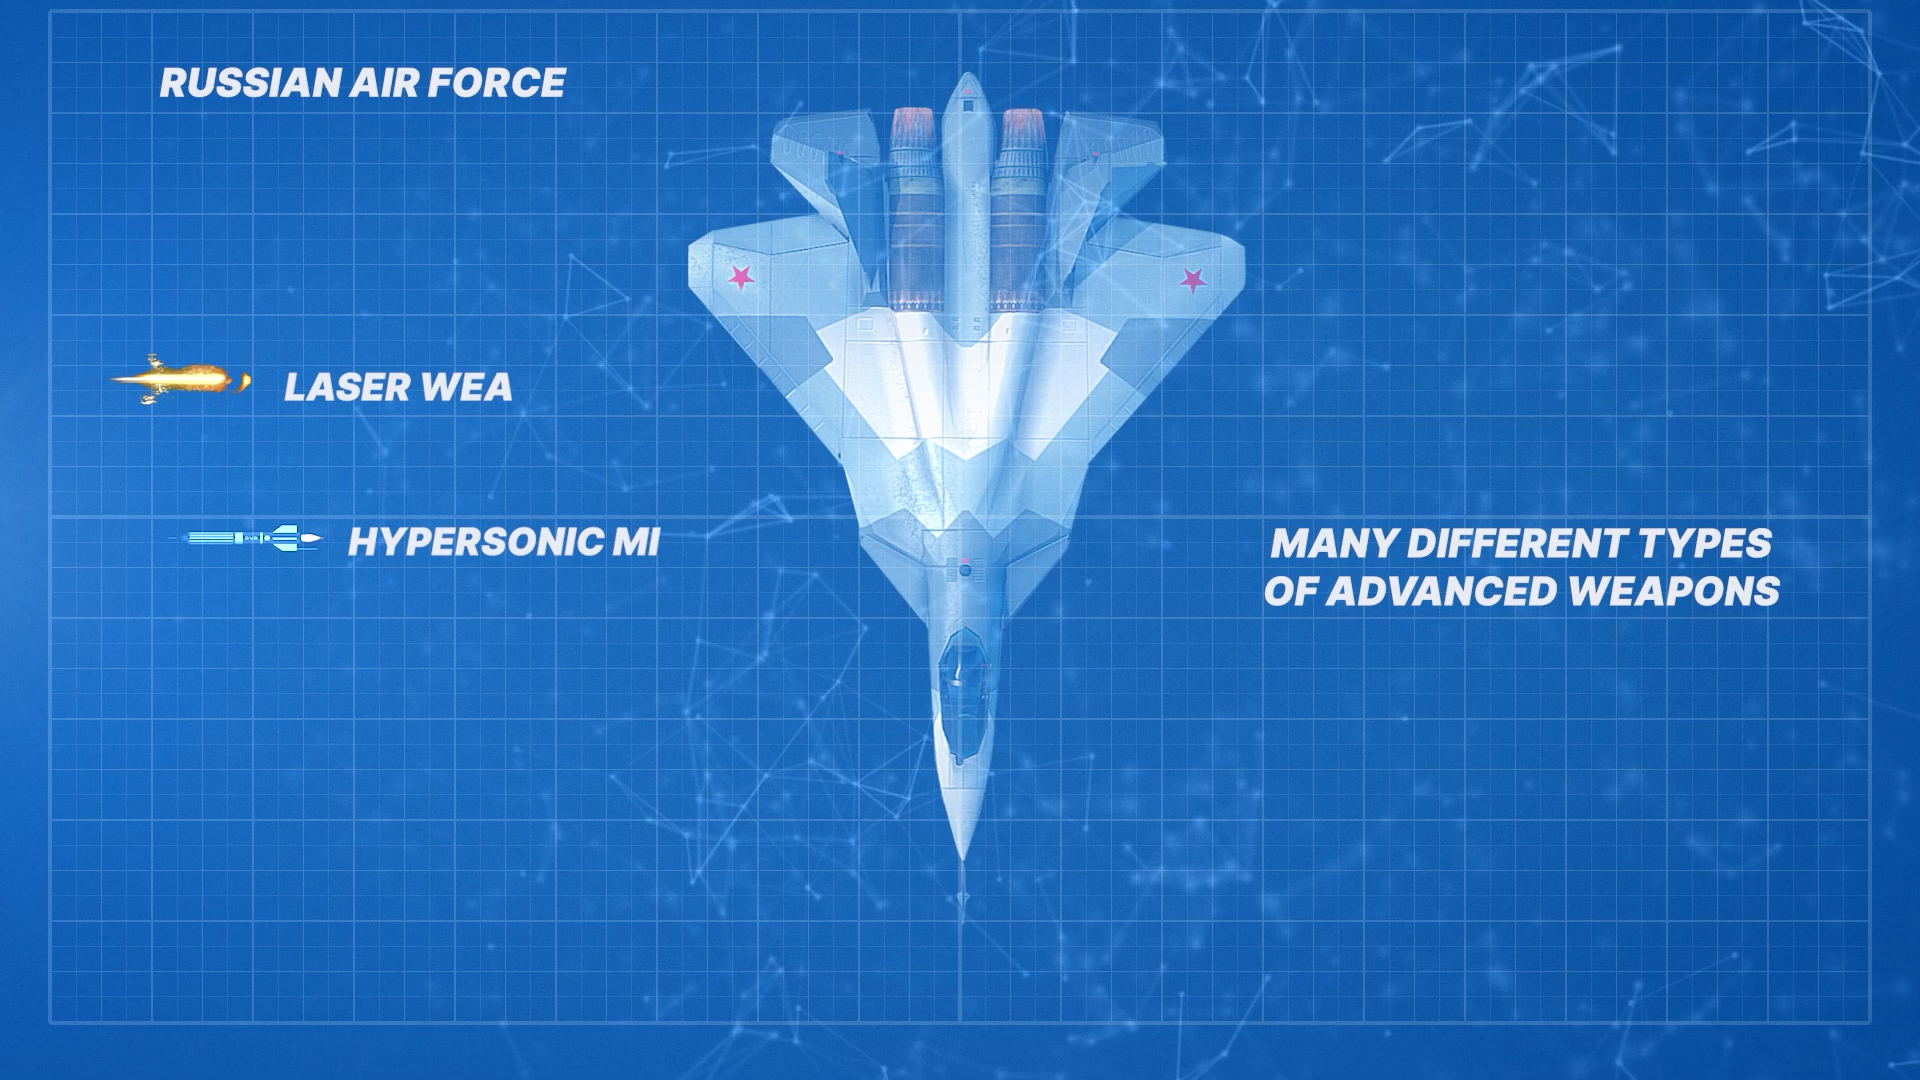 RUSSIAN AIR FORCE
LASER WEA
HYPERSONIC MI
MANY DIFFERENT TYPES
OF ADVANCED WEAPONS